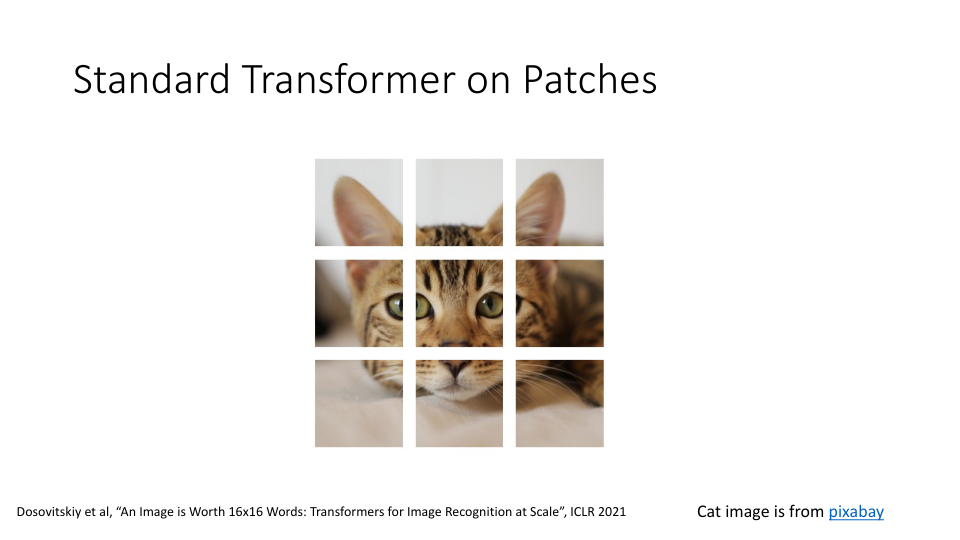 Standard Transformer on Patches
Dosovitskiy et al, “An Image is Worth 16x16 Words: Transformers for Image Recognition at Scale”, ICLR 2021
Cat image is from pixabay